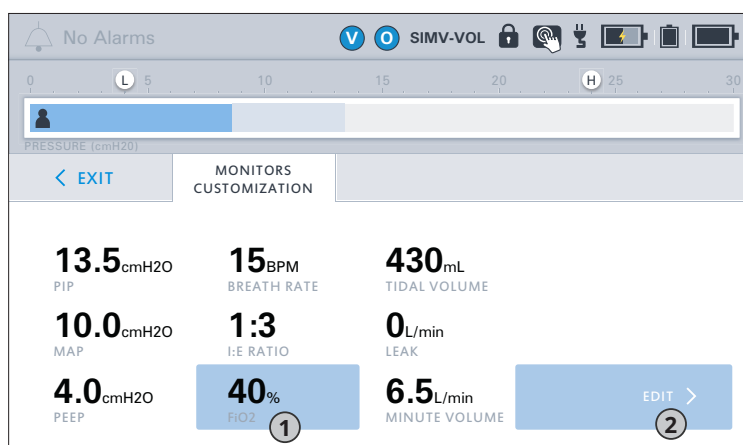 No Alarms V O SIMV-VOL
0 L 5 10 15 20 H 25 30
PRESSURE (cmH20)
EXIT
MONITORS
CUSTOMIZATION
13.5cmH2O 15BPM 430mL
PIP BREATH RATE TIDAL VOLUME
10.0cmH2O 1:3 0L/min
MAP I:E RATIO LEAK
4.0cmH2O 40% 6.5L/min EDIT
PEEP FiO2 1 MINUTE VOLUME 2